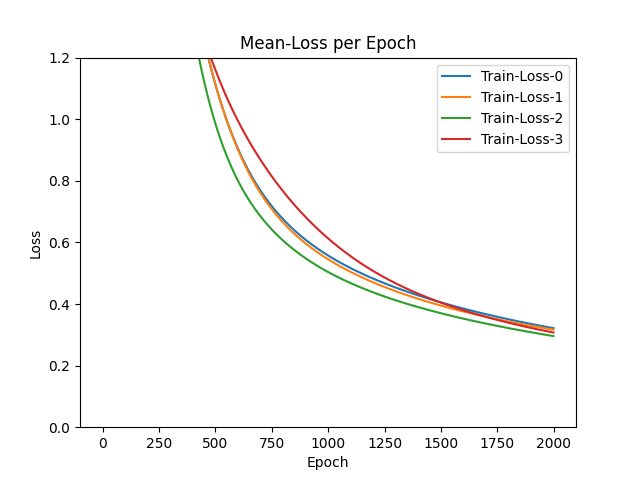 Mean-Loss per Epoch
1.2
1.0
0.8
0.6
0.4
0.2
0.0
Loss
Train-Loss-0
Train-Loss-1
Train-Loss-2
Train-Loss-3
0 250 500 750 1000 1250 1500 1750 2000
Epoch